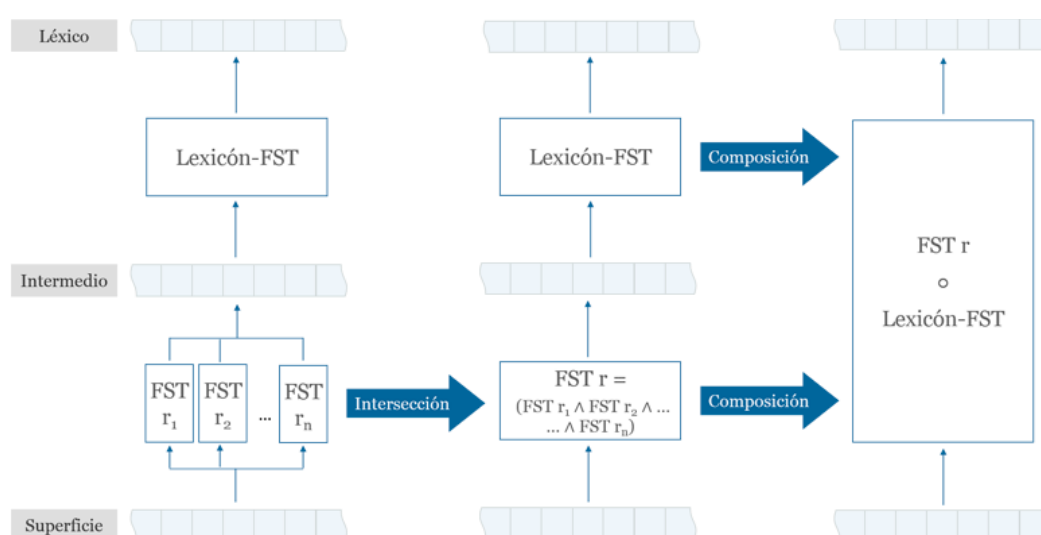 Léxico
Lexicón-FST
Lexicón-FST
Composición
Intermedio
FST r
o
Lexicón-FST
FST
r₁
FST
r₂
...
FST
rₙ
Intersección
FST r =
(FST r₁ ∧ FST r₂ ∧ ...
... ∧ FST rₙ)
Composición
Superficie